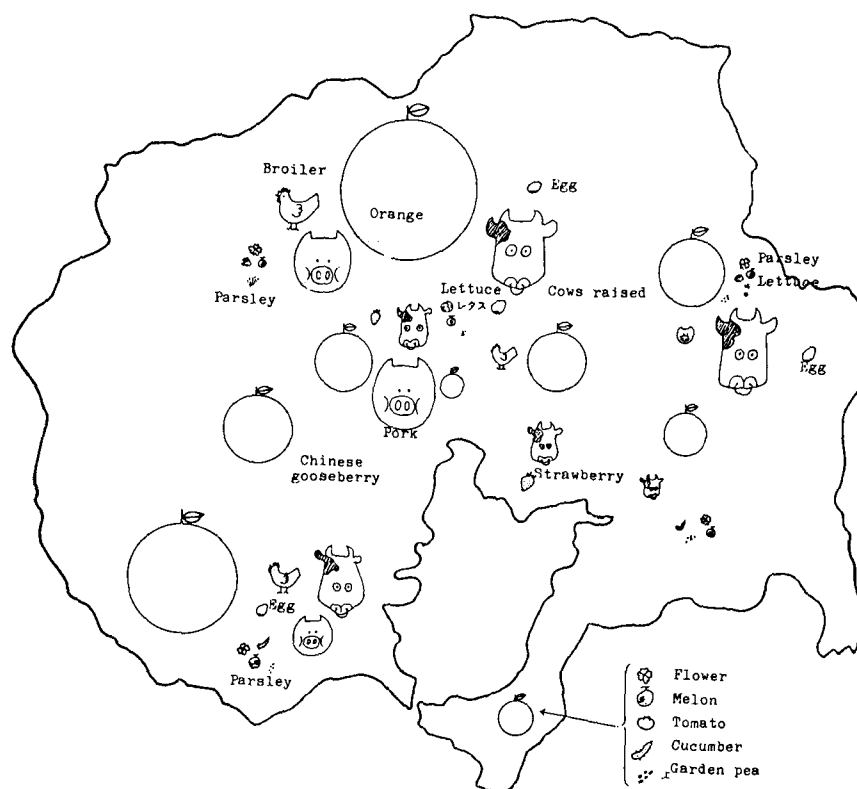 Broiler
Egg
Orange
Parsley
Lettuce
Parsley
Lettuce
レタス
Cows raised
Egg
Pork
Chinese
gooseberry
Strawberry
Egg
Parsley
Flower
Melon
Tomato
Cucumber
Garden pea